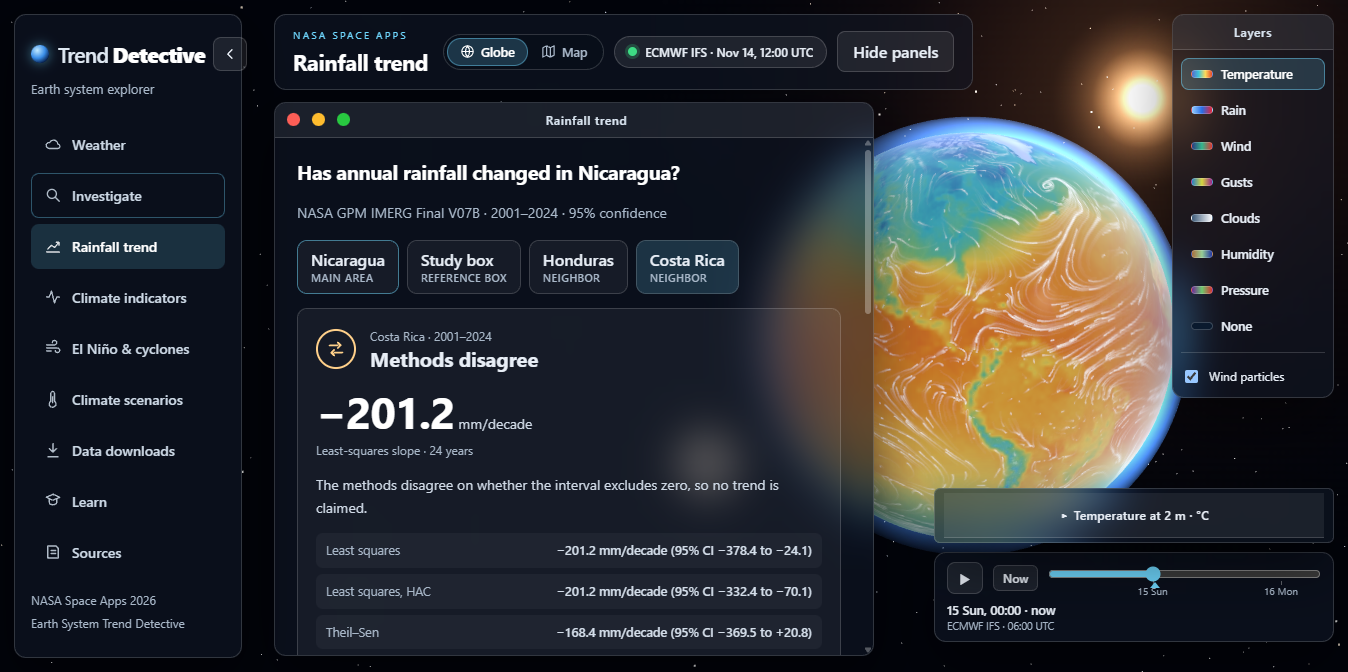 Trend Detective
Earth system explorer
Weather
Investigate
Rainfall trend
Climate indicators
El Niño & cyclones
Climate scenarios
Data downloads
Learn
Sources
NASA Space Apps 2026
Earth System Trend Detective
NASA SPACE APPS
Rainfall trend
Globe
Map
ECMWF IFS · Nov 14, 12:00 UTC
Hide panels
Rainfall trend
Has annual rainfall changed in Nicaragua?
NASA GPM IMERG Final V07B · 2001–2024 · 95% confidence
Nicaragua
MAIN AREA
Study box
REFERENCE BOX
Honduras
NEIGHBOR
Costa Rica
NEIGHBOR
Costa Rica · 2001–2024
Methods disagree
−201.2 mm/decade
Least-squares slope · 24 years
The methods disagree on whether the interval excludes zero, so no trend is
claimed.
Least squares −201.2 mm/decade (95% CI −378.4 to −24.1)
Least squares, HAC −201.2 mm/decade (95% CI −332.4 to −70.1)
Theil–Sen −168.4 mm/decade (95% CI −369.5 to +20.8)
Layers
Temperature
Rain
Wind
Gusts
Clouds
Humidity
Pressure
None
Wind particles
Temperature at 2 m · °C
Now
15 Sun
16 Mon
15 Sun, 00:00 · now
ECMWF IFS · 06:00 UTC